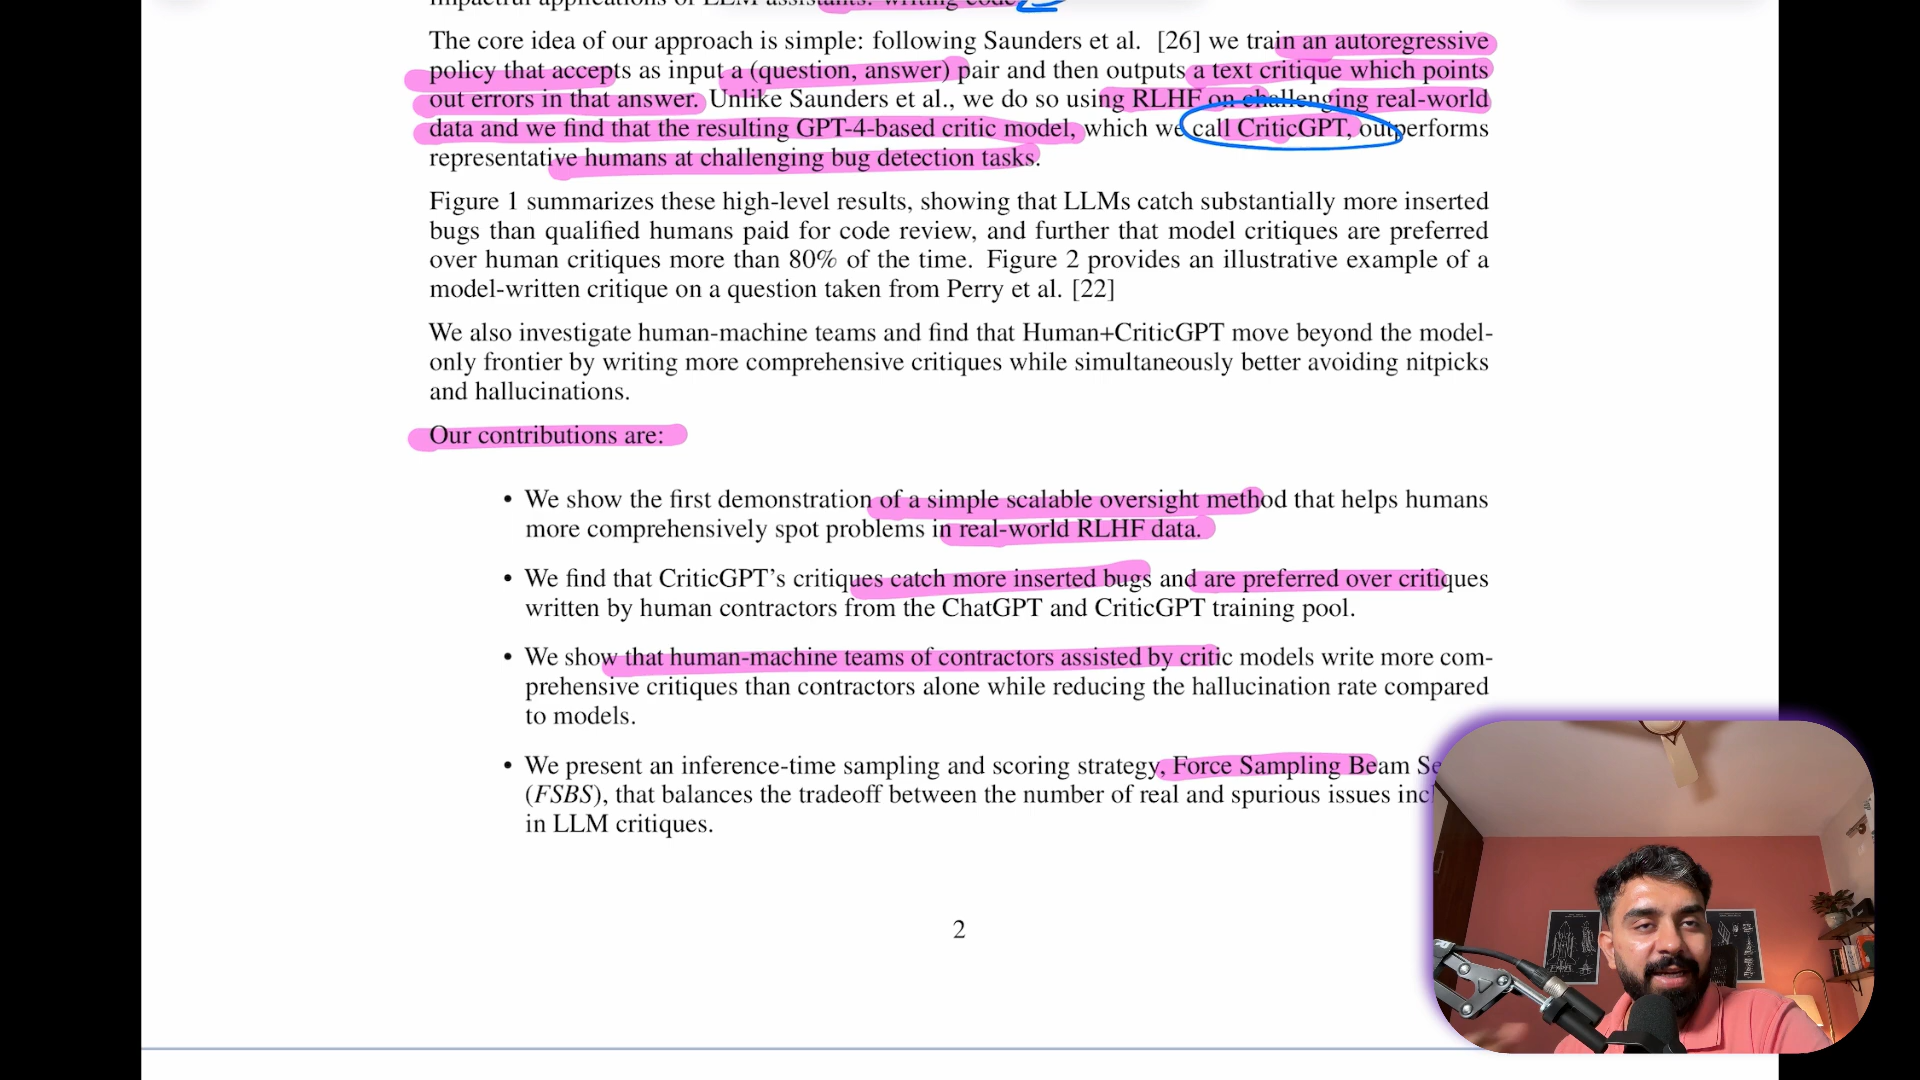 The core idea of our approach is simple: following Saunders et al. [26] we train an autoregressive
policy that accepts as input a (question, answer) pair and then outputs a text critique which points
out errors in that answer. Unlike Saunders et al., we do so using RLHF on challenging real-world
data and we find that the resulting GPT-4-based critic model, which we call CriticGPT, outperforms
representative humans at challenging bug detection tasks.
Figure 1 summarizes these high-level results, showing that LLMs catch substantially more inserted
bugs than qualified humans paid for code review, and further that model critiques are preferred
over human critiques more than 80% of the time. Figure 2 provides an illustrative example of a
model-written critique on a question taken from Perry et al. [22]
We also investigate human-machine teams and find that Human+CriticGPT move beyond the model-
only frontier by writing more comprehensive critiques while simultaneously better avoiding nitpicks
and hallucinations.
Our contributions are:
• We show the first demonstration of a simple scalable oversight method that helps humans
more comprehensively spot problems in real-world RLHF data.
• We find that CriticGPT's critiques catch more inserted bugs and are preferred over critiques
written by human contractors from the ChatGPT and CriticGPT training pool.
• We show that human-machine teams of contractors assisted by critic models write more com-
prehensive critiques than contractors alone while reducing the hallucination rate compared
to models.
• We present an inference-time sampling and scoring strategy, Force Sampling Beam Se
(FSBS), that balances the tradeoff between the number of real and spurious issues incl
in LLM critiques.
2